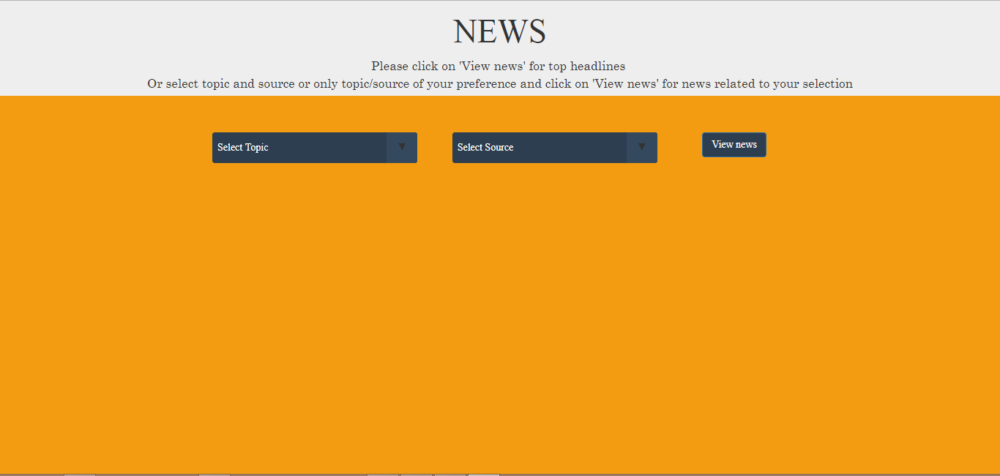 NEWS
Please click on 'View news' for top headlines
Or select topic and source or only topic/source of your preference and click on 'View news' for news related to your selection
Select Topic
Select Source
View news